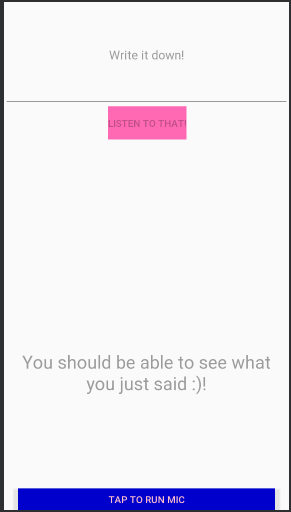 Write it down!
LISTEN TO THAT!
You should be able to see what
you just said :)!
TAP TO RUN MIC